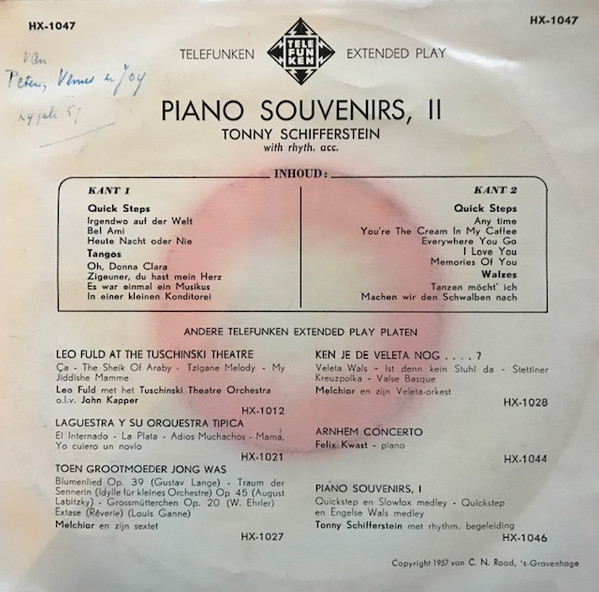 HX-1047
HX-1047
van
Peter, Venus en Joy
24 juli 59
TELEFUNKEN
TELE
FUN
KEN
EXTENDED PLAY
PIANO SOUVENIRS, II
TONNY SCHIFFERSTEIN
with rhyth. acc.
INHOUD:
KANT 1
Quick Steps
Irgendwo auf der Welt
Bel Ami
Heute Nacht oder Nie
Tangos
Oh, Donna Clara
Zigeuner, du hast mein Herz
Es war einmal ein Musikus
In einer kleinen Konditorei
KANT 2
Quick Steps
Any time
You're The Cream In My Caffee
Everywhere You Go
I Love You
Memories Of You
Walzes
Tanzen möcht' ich
Machen wir den Schwalben nach
ANDERE TELEFUNKEN EXTENDED PLAY PLATEN
LEO FULD AT THE TUSCHINSKI THEATRE
Ça - The Sheik Of Araby - Tzigane Melody - My
Jiddishe Mamme
Leo Fuld met het Tuschinski Theatre Orchestra
o.l.v. John Kapper
HX-1012
LAGUESTRA Y SU ORQUESTRA TIPICA
El Internado - La Plata - Adios Muchachos - Mama,
Yo cuiero un novio
HX-1021
TOEN GROOTMOEDER JONG WAS
Blumenlied Op. 39 (Gustav Lange) - Traum der
Sennerin (Idylle für kleines Orchestre) Op 45 (August
Labitzky) - Grossmütterchen Op. 20 (W. Ehrler)
Extase (Rêverie) (Louis Ganne)
Melchior en zijn sextet
HX-1027
KEN JE DE VELETA NOG . . . . ?
Veleta Wals - Ist denn kein Stuhl da - Stettiner
Kreuzpolka - Valse Basque
Melchior en zijn Veleta-orkest
HX-1028
ARNHEM CONCERTO
Felix Kwast - piano
HX-1044
PIANO SOUVENIRS, I
Quickstep en Slowfox medley - Quickstep
en Engelse Wals medley
Tonny Schifferstein met rhythm. begeleiding
HX-1046
Copyright 1957 van C. N. Rood, 's-Gravenhage